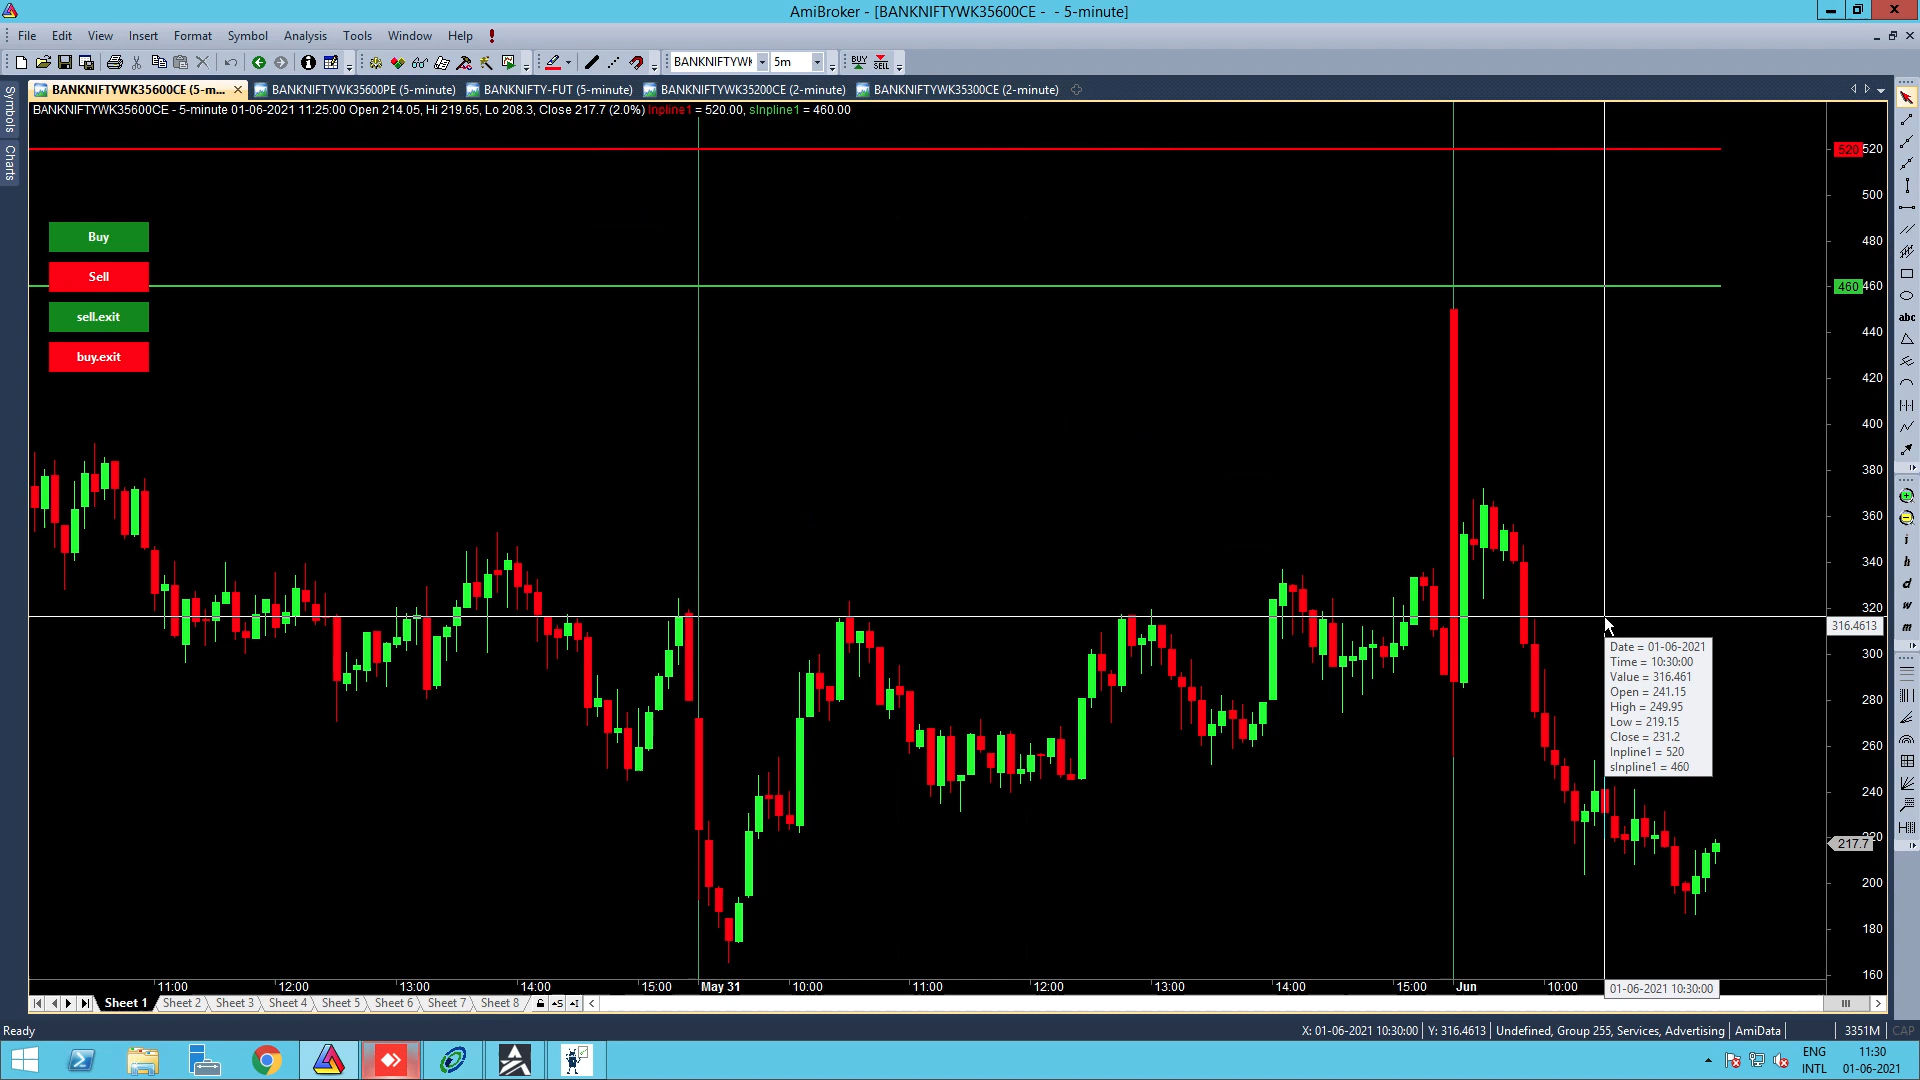 AmiBroker - [BANKNIFTYWK35600CE - - 5-minute]
File Edit View Insert Format Symbol Analysis Tools Window Help
BANKNIFTYWK 5m BUY SELL
BANKNIFTYWK35600CE (5-m... BANKNIFTYWK35600PE (5-minute) BANKNIFTY-FUT (5-minute) BANKNIFTYWK35200CE (2-minute) BANKNIFTYWK35300CE (2-minute)
BANKNIFTYWK35600CE - 5-minute 01-06-2021 11:25:00 Open 214.05, Hi 219.65, Lo 208.3, Close 217.7 (2.0%) lnpline1 = 520.00, slnpline1 = 460.00
Symbols
Charts
Buy
Sell
sell.exit
buy.exit
520 520
500
480
460 460
440
420
400
380
360
340
320
316.4613
300
280
260
240
220
217.7
200
180
160
Date = 01-06-2021
Time = 10:30:00
Value = 316.461
Open = 241.15
High = 249.95
Low = 219.15
Close = 231.2
lnpline1 = 520
slnpline1 = 460
abc
i
h
d
w
m
11:00 12:00 13:00 14:00 15:00 May 31 10:00 11:00 12:00 13:00 14:00 15:00 Jun 10:00 01-06-2021 10:30:00
Sheet 1 Sheet 2 Sheet 3 Sheet 4 Sheet 5 Sheet 6 Sheet 7 Sheet 8
Ready X: 01-06-2021 10:30:00 Y: 316.4613 Undefined, Group 255, Services, Advertising AmiData 3351M CAP
ENG 11:30
INTL 01-06-2021